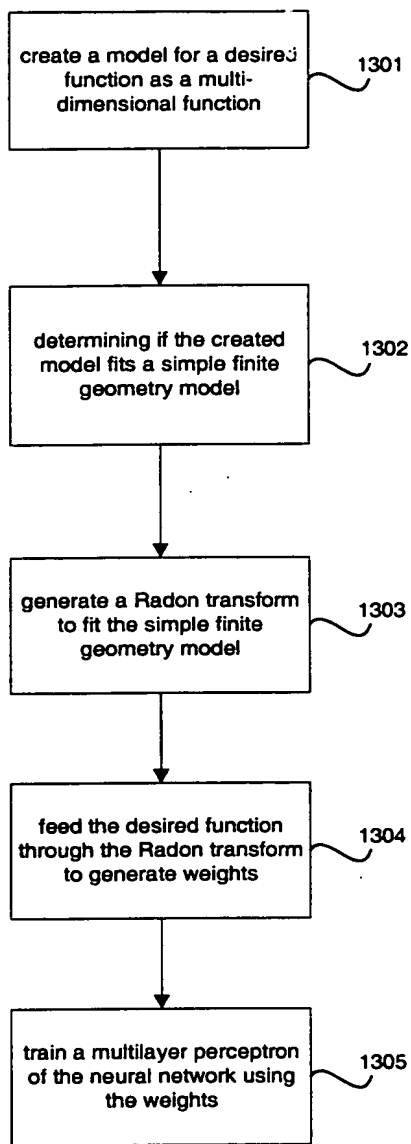 create a model for a desired
function as a multi-
dimensional function
1301
determining if the created
model fits a simple finite
geometry model
1302
generate a Radon transform
to fit the simple finite
geometry model
1303
feed the desired function
through the Radon transform
to generate weights
1304
train a multilayer perceptron
of the neural network using
the weights
1305